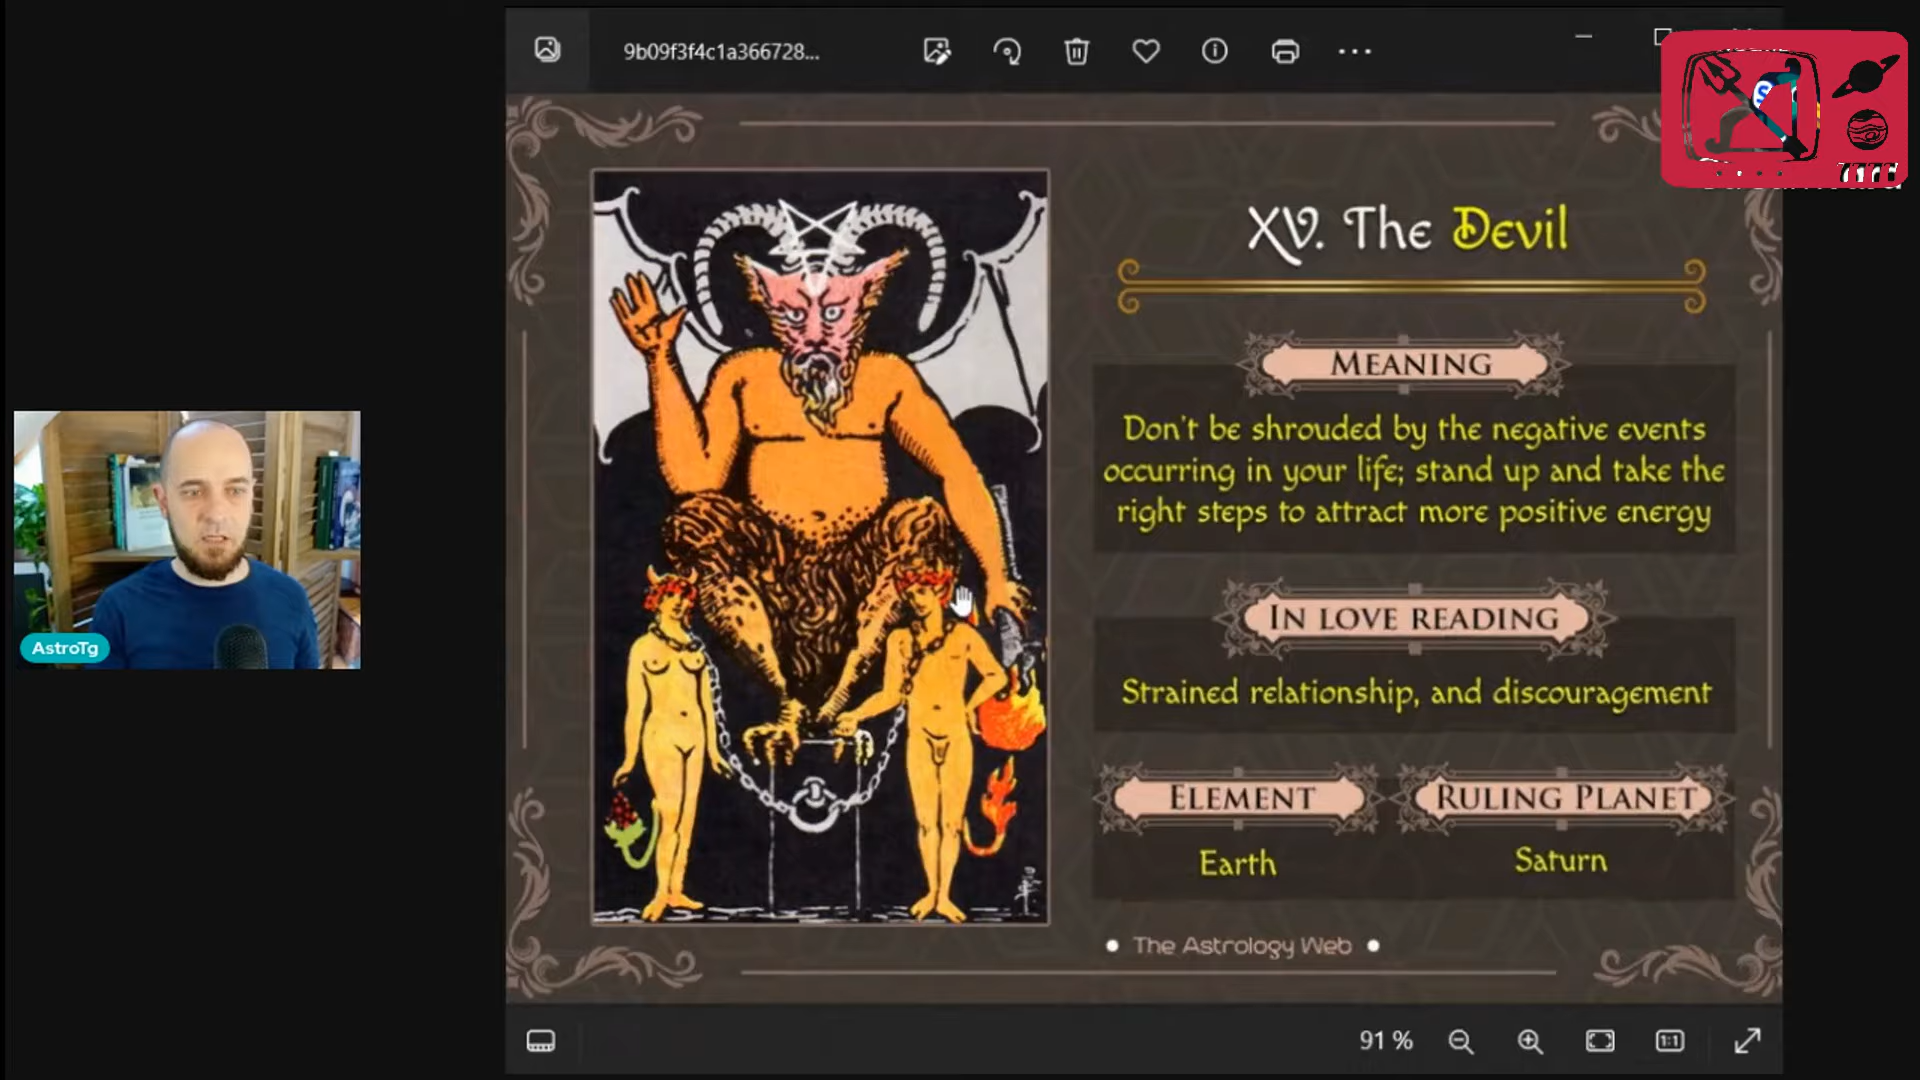 9b09f3f4c1a366728...
XV. The Devil
MEANING
Don't be shrouded by the negative events
occurring in your life; stand up and take the
right steps to attract more positive energy
IN LOVE READING
Strained relationship, and discouragement
ELEMENT
RULING PLANET
Earth
Saturn
The Astrology Web
AstroTg
91 %
1:1